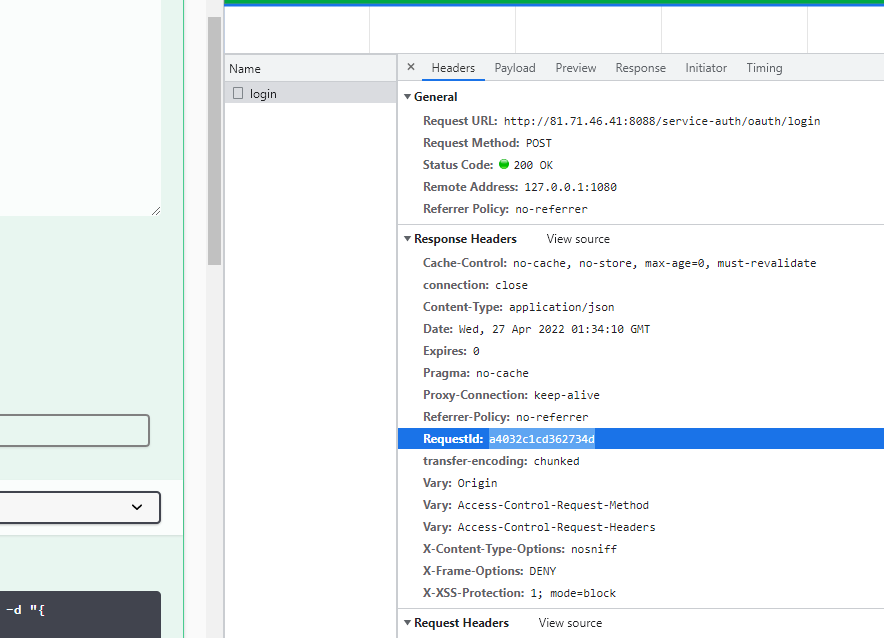 Name
login
× Headers Payload Preview Response Initiator Timing
General
Request URL: http://81.71.46.41:8088/service-auth/oauth/login
Request Method: POST
Status Code: 200 OK
Remote Address: 127.0.0.1:1080
Referrer Policy: no-referrer
Response Headers View source
Cache-Control: no-cache, no-store, max-age=0, must-revalidate
connection: close
Content-Type: application/json
Date: Wed, 27 Apr 2022 01:34:10 GMT
Expires: 0
Pragma: no-cache
Proxy-Connection: keep-alive
Referrer-Policy: no-referrer
RequestId: a4032c1cd362734d
transfer-encoding: chunked
Vary: Origin
Vary: Access-Control-Request-Method
Vary: Access-Control-Request-Headers
X-Content-Type-Options: nosniff
X-Frame-Options: DENY
X-XSS-Protection: 1; mode=block
Request Headers View source
-d "{